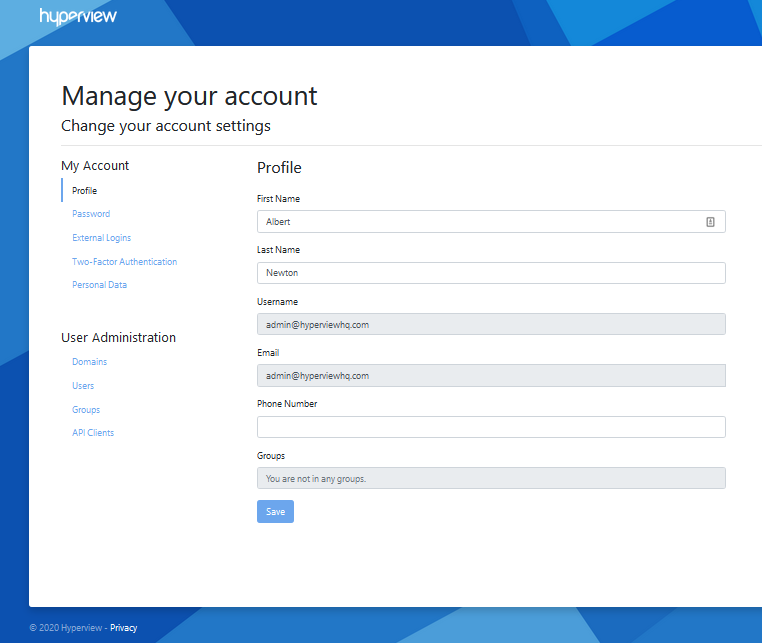 hyperview
Manage your account
Change your account settings
My Account
Profile
Password
External Logins
Two-Factor Authentication
Personal Data
User Administration
Domains
Users
Groups
API Clients
Profile
First Name
Albert
Last Name
Newton
Username
admin@hyperviewhq.com
Email
admin@hyperviewhq.com
Phone Number
Groups
You are not in any groups.
Save
© 2020 Hyperview - Privacy